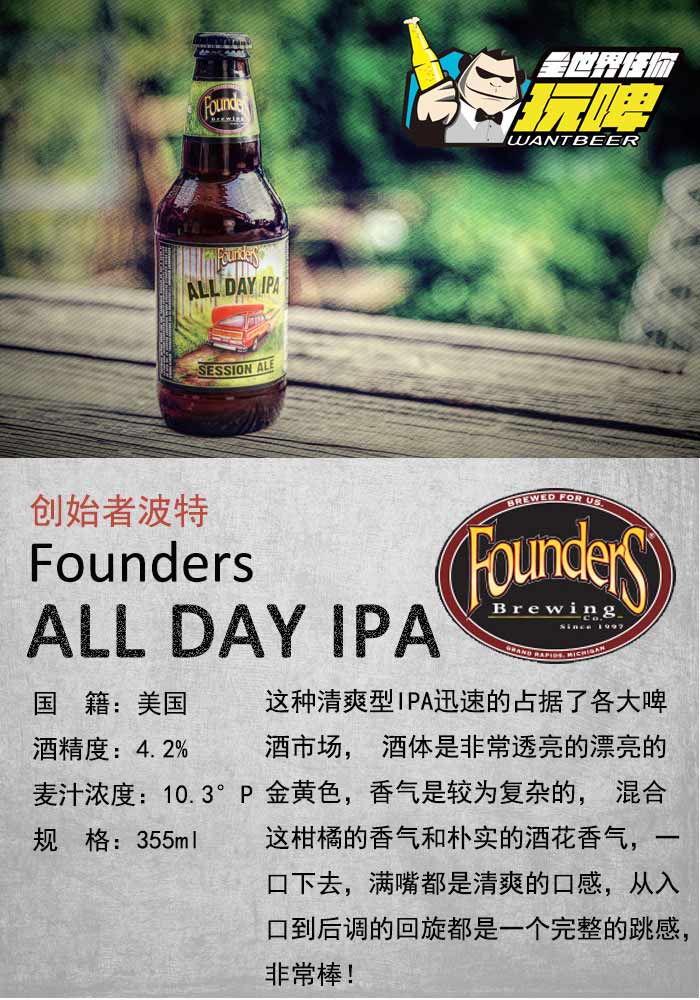 全世界任你
玩啤
WANTBEER
Founders
Brewing
Founders
ALL DAY IPA
SESSION ALE
创始者波特
Founders
ALL DAY IPA
BREWED FOR US.
Founders
®
Brewing
Co.
Since 1997
GRAND RAPIDS, MICHIGAN
国 籍：美国
酒精度：4.2%
麦汁浓度：10.3°P
规 格：355ml
这种清爽型IPA迅速的占据了各大啤
酒市场， 酒体是非常透亮的漂亮的
金黄色，香气是较为复杂的， 混合
这柑橘的香气和朴实的酒花香气，一
口下去，满嘴都是清爽的口感，从入
口到后调的回旋都是一个完整的跳感，
非常棒！